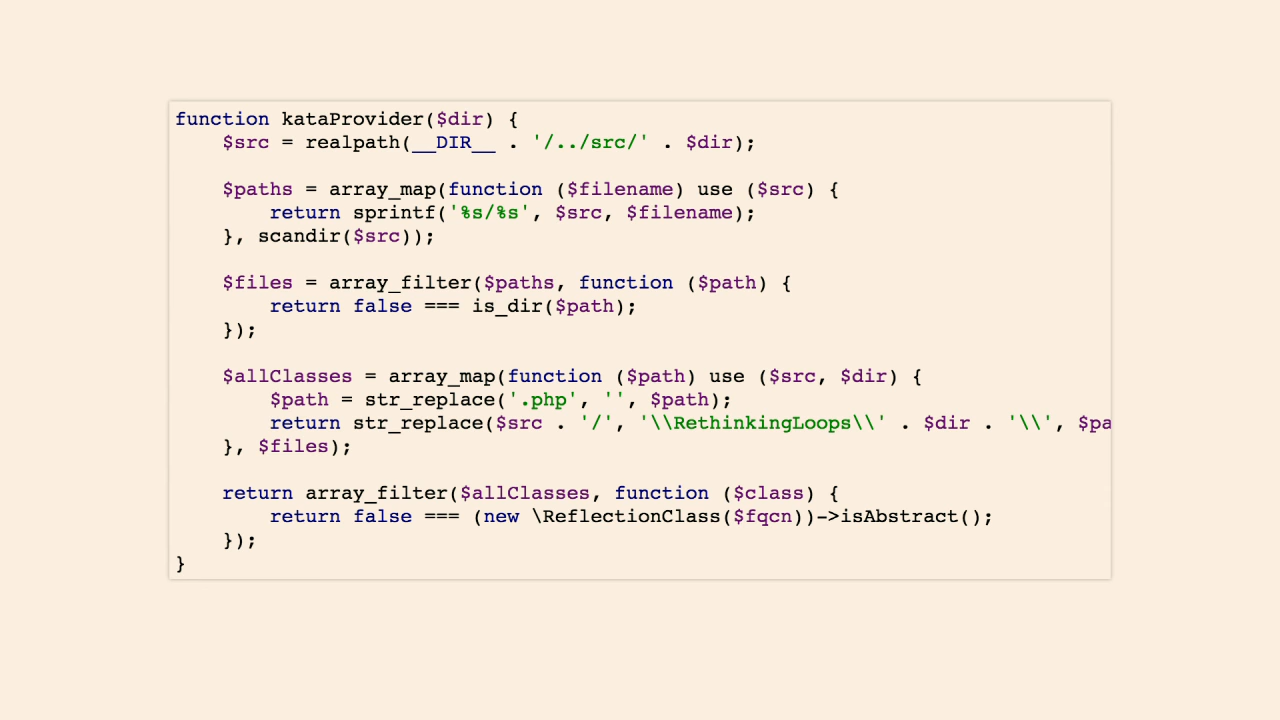 function kataProvider($dir) {
    $src = realpath(__DIR__ . '/../src/' . $dir);
    $paths = array_map(function ($filename) use ($src) {
        return sprintf('%s/%s', $src, $filename);
    }, scandir($src));
    $files = array_filter($paths, function ($path) {
        return false === is_dir($path);
    });
    $allClasses = array_map(function ($path) use ($src, $dir) {
        $path = str_replace('.php', '', $path);
        return str_replace($src . '/', '\\RethinkingLoops\\' . $dir . '\\', $pa
    }, $files);
    return array_filter($allClasses, function ($class) {
        return false === (new \ReflectionClass($fqcn))->isAbstract();
    });
}